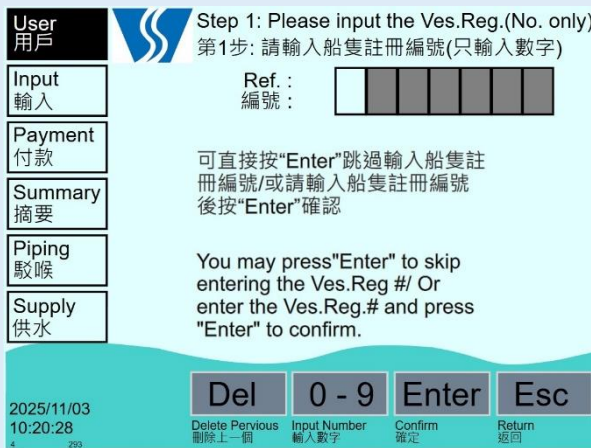 User
用戶
Input
輸入
Payment
付款
Summary
摘要
Piping
駁喉
Supply
供水
2025/11/03
10:20:28
4 293
Step 1: Please input the Ves.Reg.(No. only)
第1步: 請輸入船隻註冊編號(只輸入數字)
Ref. :
編號 :
可直接按“Enter”跳過輸入船隻註
冊編號/或請輸入船隻註冊編號
後按“Enter”確認
You may press"Enter" to skip
entering the Ves.Reg #/ Or
enter the Ves.Reg.# and press
"Enter" to confirm.
Del 0 - 9 Enter Esc
Delete Pervious Input Number Confirm Return
刪除上一個 輸入數字 確定 返回